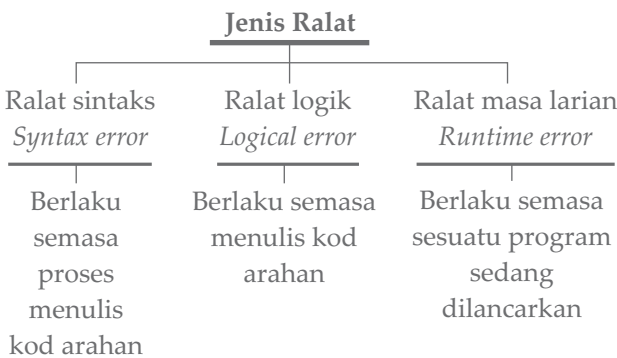 Jenis Ralat
Ralat sintaks
Syntax error
Berlaku
semasa
proses
menulis
kod arahan
Ralat logik
Logical error
Berlaku semasa
menulis kod
arahan
Ralat masa larian
Runtime error
Berlaku semasa
sesuatu program
sedang
dilancarkan